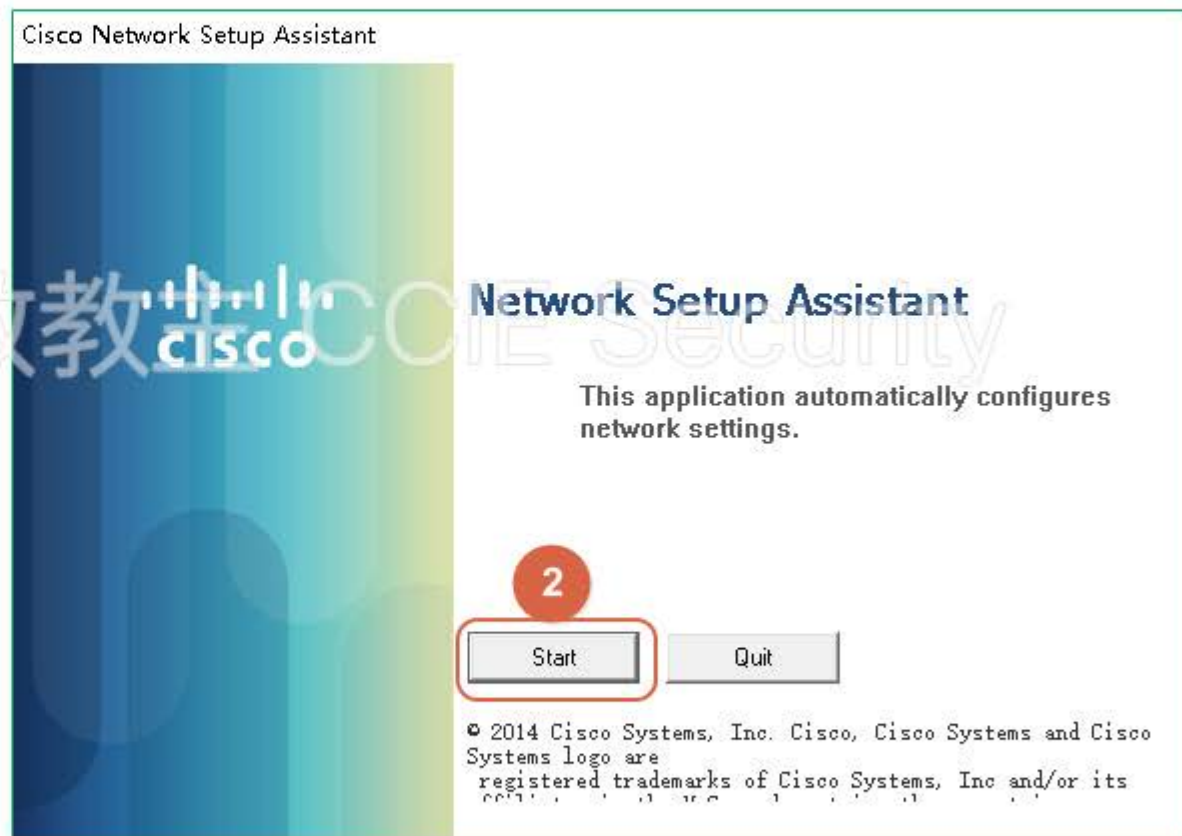 Cisco Network Setup Assistant
教主 CCIE Security
cisco
Network Setup Assistant
This application automatically configures
network settings.
2
Start
Quit
© 2014 Cisco Systems, Inc. Cisco, Cisco Systems and Cisco
Systems logo are
registered trademarks of Cisco Systems, Inc and/or its